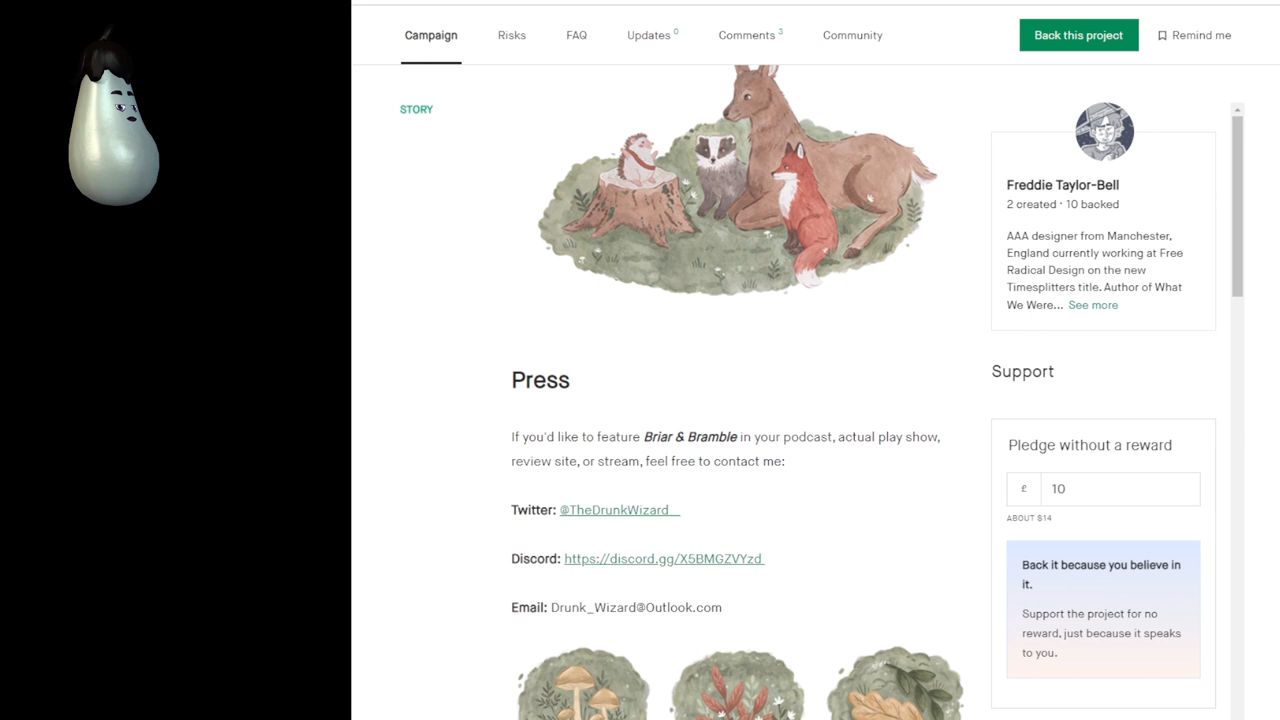 Campaign Risks FAQ Updates 0 Comments 3 Community Back this project Remind me
STORY
Press
If you'd like to feature Briar & Bramble in your podcast, actual play show,
review site, or stream, feel free to contact me:
Twitter: @TheDrunkWizard__
Discord: https://discord.gg/X5BMGZVYzd
Email: Drunk_Wizard@Outlook.com
Freddie Taylor-Bell
2 created · 10 backed
AAA designer from Manchester,
England currently working at Free
Radical Design on the new
Timesplitters title. Author of What
We Were... See more
Support
Pledge without a reward
£ 10
ABOUT $14
Back it because you believe in
it.
Support the project for no
reward, just because it speaks
to you.